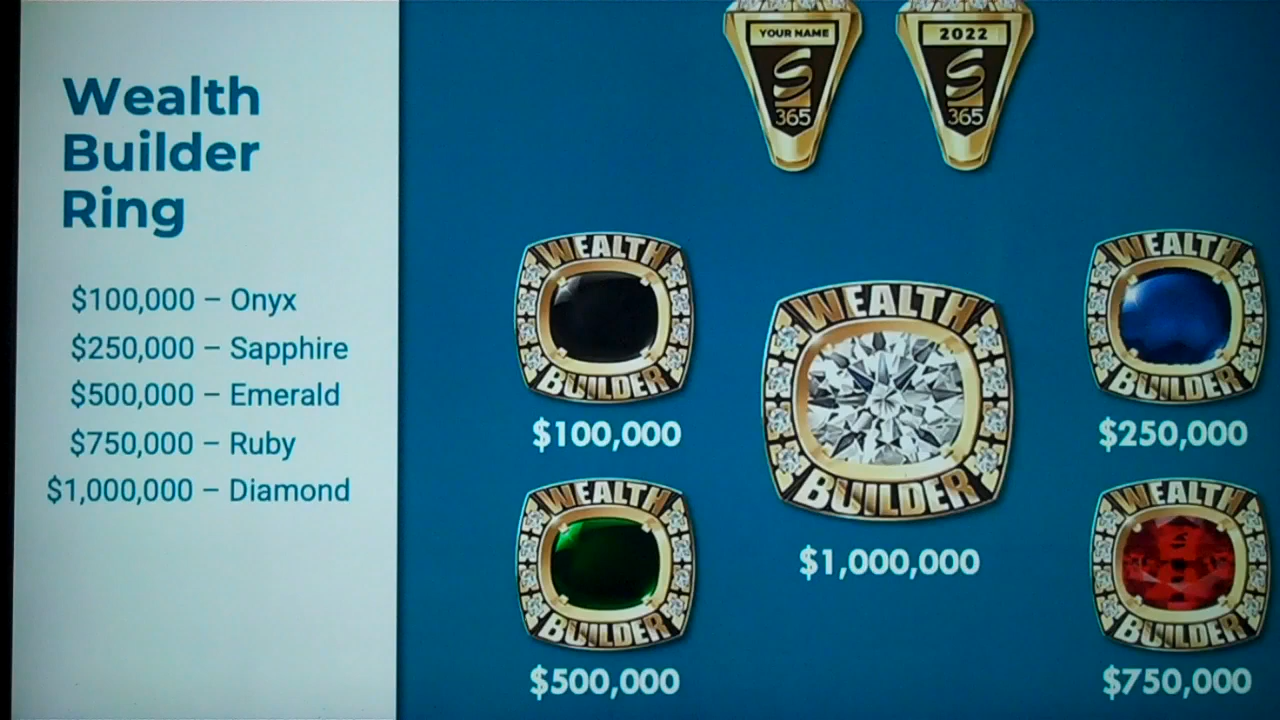 Wealth
Builder
Ring
$100,000 – Onyx
$250,000 – Sapphire
$500,000 – Emerald
$750,000 – Ruby
$1,000,000 – Diamond
YOUR NAME
365
2022
365
WEALTH
BUILDER
$100,000
WEALTH
BUILDER
$1,000,000
WEALTH
BUILDER
$250,000
WEALTH
BUILDER
$500,000
WEALTH
BUILDER
$750,000